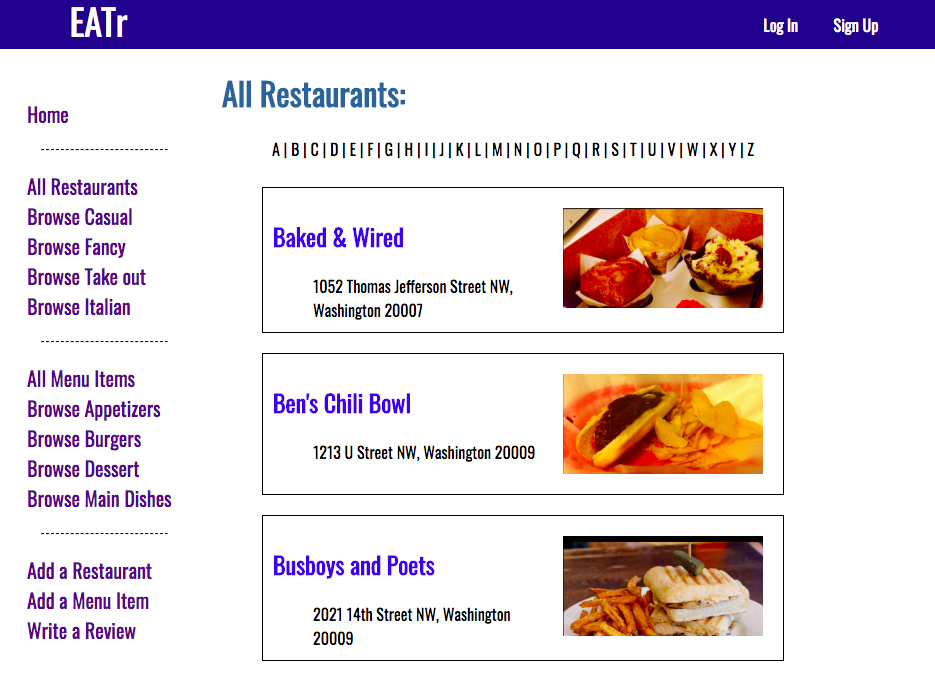 EATr
Log In
Sign Up
Home
--------------------------
All Restaurants
Browse Casual
Browse Fancy
Browse Take out
Browse Italian
--------------------------
All Menu Items
Browse Appetizers
Browse Burgers
Browse Dessert
Browse Main Dishes
--------------------------
Add a Restaurant
Add a Menu Item
Write a Review
All Restaurants:
A | B | C | D | E | F | G | H | I | J | K | L | M | N | O | P | Q | R | S | T | U | V | W | X | Y | Z
Baked & Wired
1052 Thomas Jefferson Street NW,
Washington 20007
Ben's Chili Bowl
1213 U Street NW, Washington 20009
Busboys and Poets
2021 14th Street NW, Washington
20009